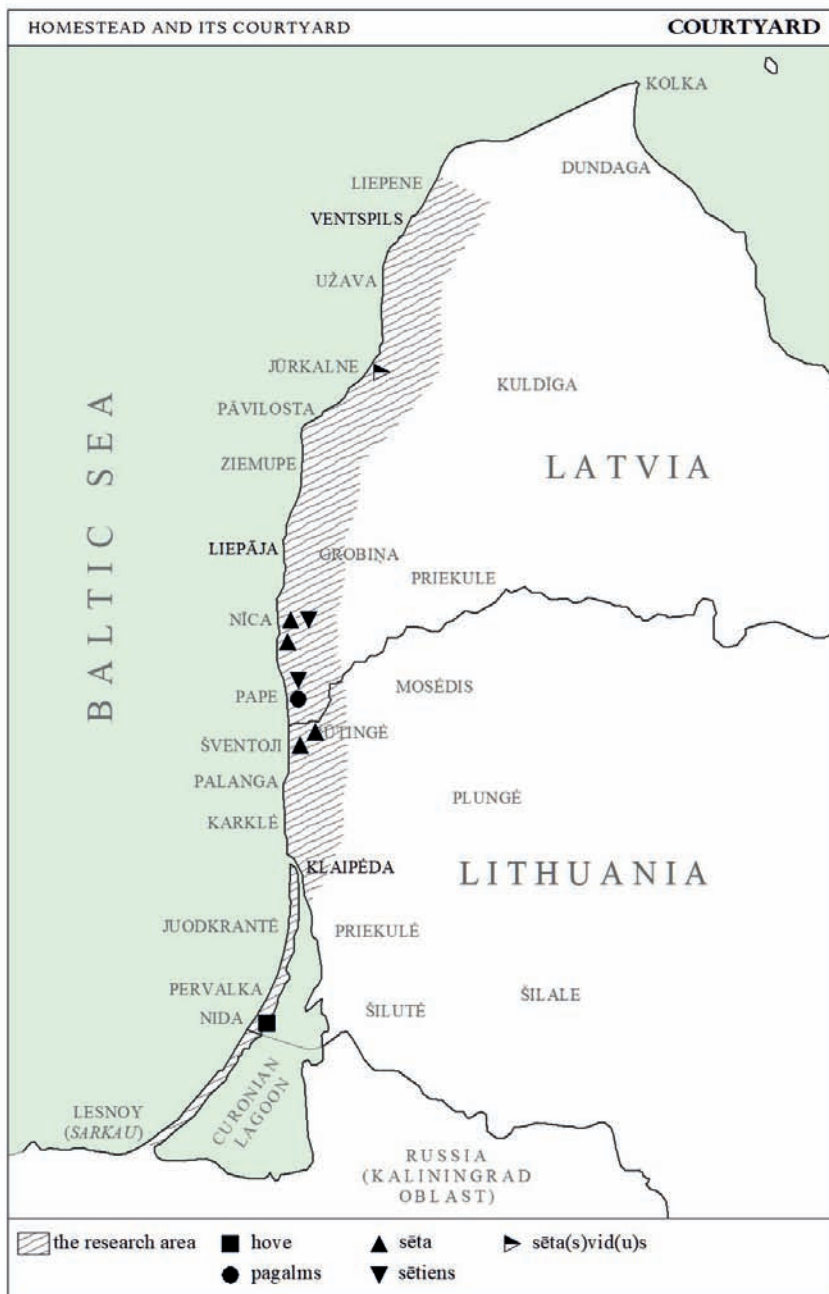 HOMESTEAD AND ITS COURTYARD
COURTYARD
KOLKA
DUNDAGA
LIEPENE
VENTSPILS
UŽAVA
JŪRKALNE
KULDĪGA
PĀVILOSTA
ZIEMUPE
LATVIA
BALTIC SEA
LIEPĀJA
GROBIŅA
PRIEKULE
NĪCA
MOSĖDIS
PAPE
ŪTINGĖ
ŠVENTOJI
PALANGA
PLUNGĖ
KARKLĖ
KLAIPĖDA
LITHUANIA
JUODKRANTĖ
PRIEKULĖ
PERVALKA
ŠILALE
NIDA
ŠILUTĖ
CURONIAN
LAGOON
LESNOY
(SARKAU)
RUSSIA
(KALININGRAD
OBLAST)
the research area
hove
sēta
sēta(s)vid(u)s
pagalms
sētiens